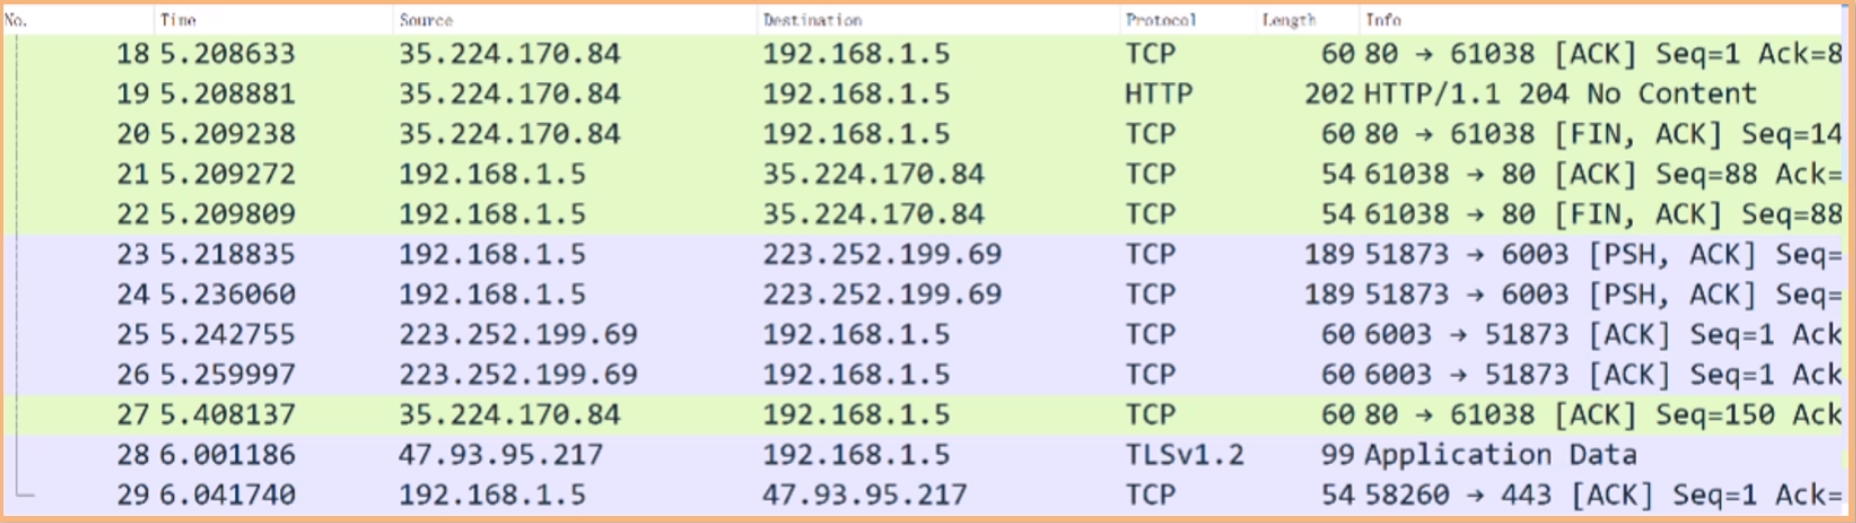 No. Time Source Destination Protocol Length Info
18 5.208633 35.224.170.84 192.168.1.5 TCP 60 80 → 61038 [ACK] Seq=1 Ack=8
19 5.208881 35.224.170.84 192.168.1.5 HTTP 202 HTTP/1.1 204 No Content
20 5.209238 35.224.170.84 192.168.1.5 TCP 60 80 → 61038 [FIN, ACK] Seq=14
21 5.209272 192.168.1.5 35.224.170.84 TCP 54 61038 → 80 [ACK] Seq=88 Ack=
22 5.209809 192.168.1.5 35.224.170.84 TCP 54 61038 → 80 [FIN, ACK] Seq=88
23 5.218835 192.168.1.5 223.252.199.69 TCP 189 51873 → 6003 [PSH, ACK] Seq=
24 5.236060 192.168.1.5 223.252.199.69 TCP 189 51873 → 6003 [PSH, ACK] Seq=
25 5.242755 223.252.199.69 192.168.1.5 TCP 60 6003 → 51873 [ACK] Seq=1 Ack
26 5.259997 223.252.199.69 192.168.1.5 TCP 60 6003 → 51873 [ACK] Seq=1 Ack
27 5.408137 35.224.170.84 192.168.1.5 TCP 60 80 → 61038 [ACK] Seq=150 Ack
28 6.001186 47.93.95.217 192.168.1.5 TLSv1.2 99 Application Data
29 6.041740 192.168.1.5 47.93.95.217 TCP 54 58260 → 443 [ACK] Seq=1 Ack=